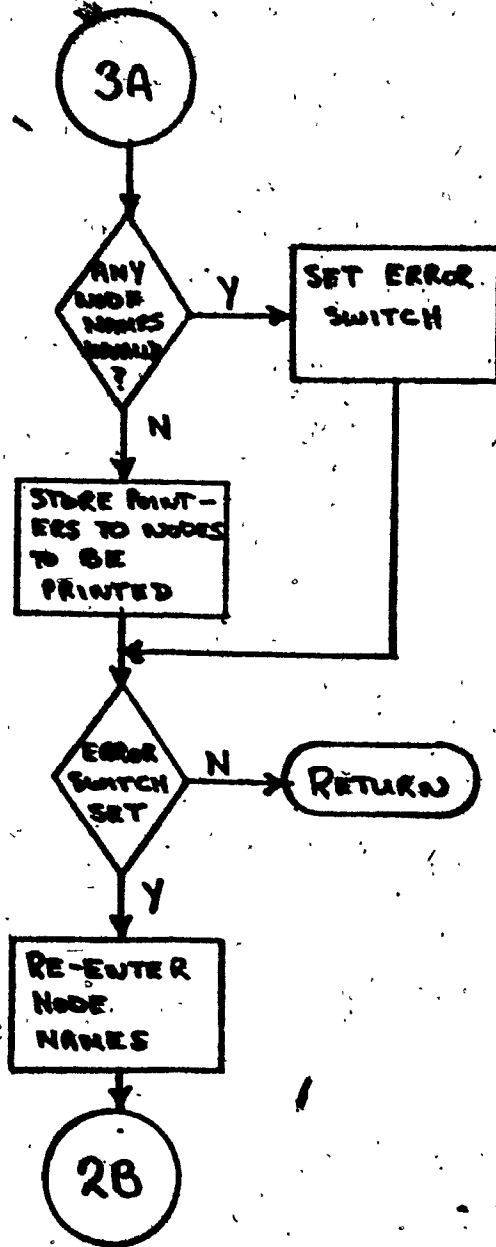 3A
ANY
NODE
NAMES
INVALID
?
Y
SET ERROR
SWITCH
N
STORE POINT-
ERS TO NODES
TO BE
PRINTED
ERROR
SWITCH
SET
N
RETURN
Y
RE-ENTER
NODE
NAMES
2B